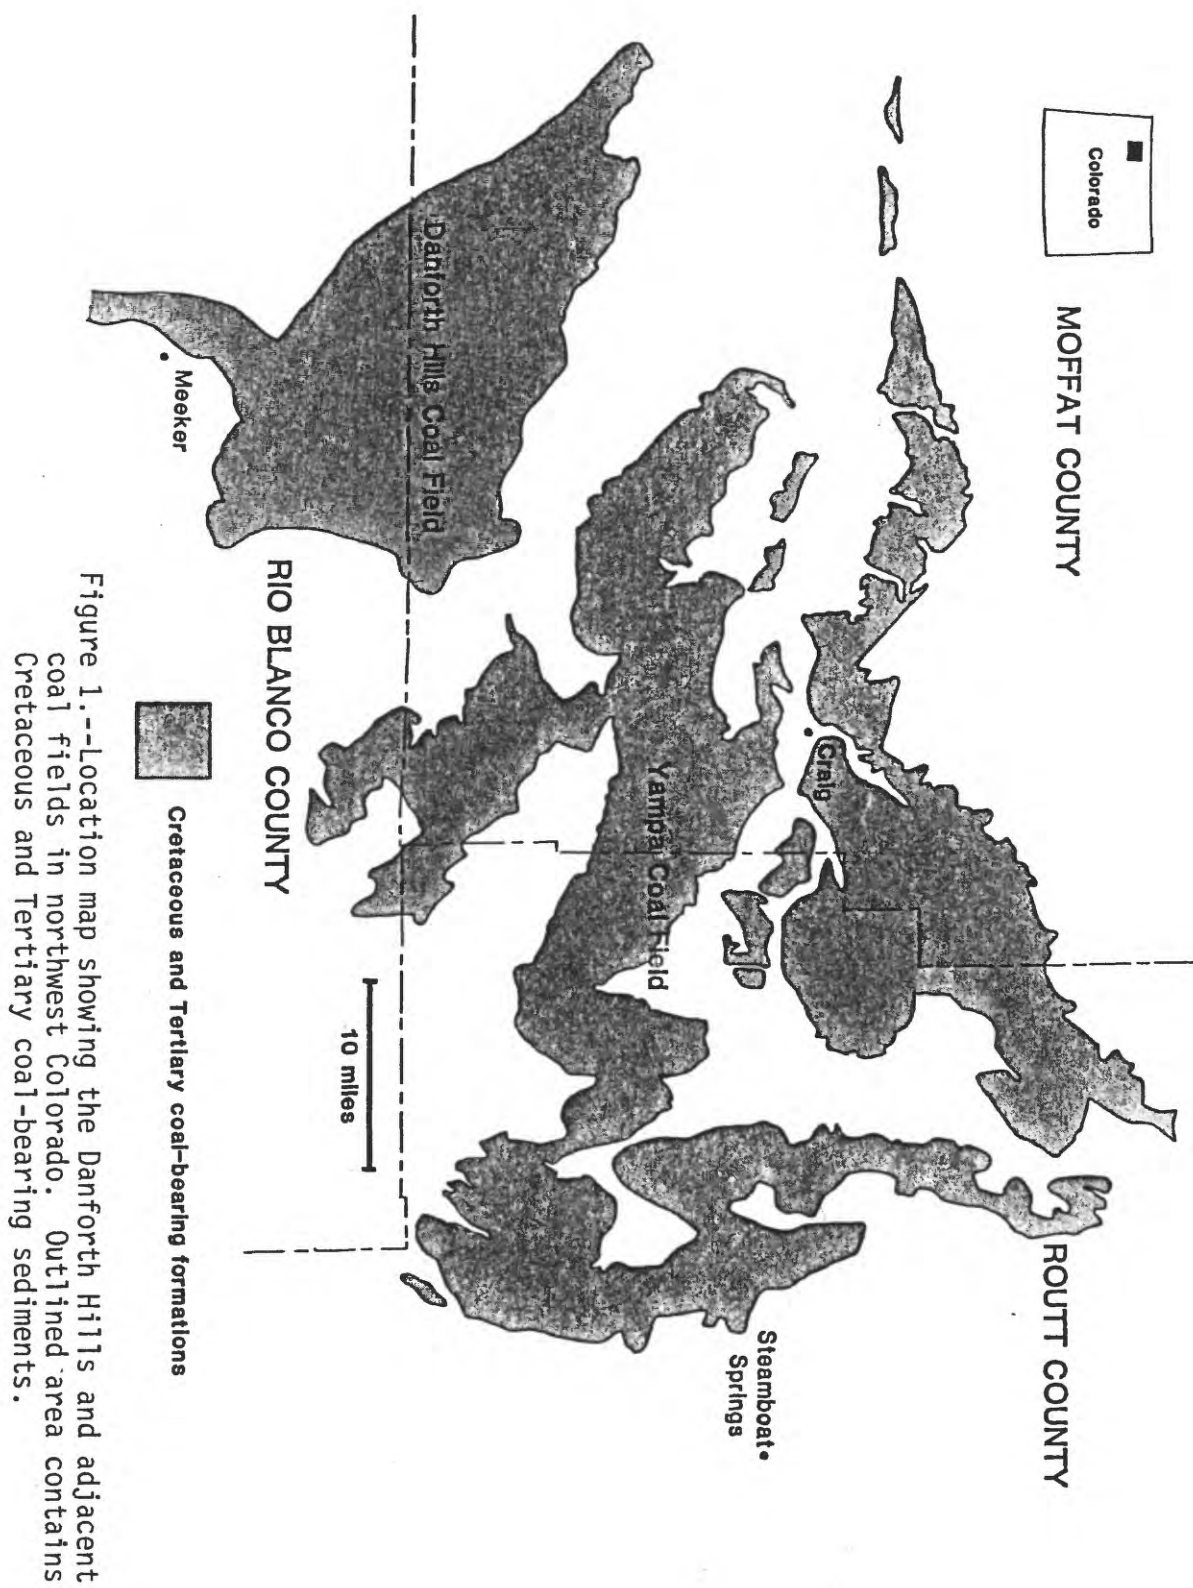 Colorado
MOFFAT COUNTY
ROUTT COUNTY
Craig
Steamboat
Springs
Yampa Coal Field
Danforth Hills Coal Field
Meeker
RIO BLANCO COUNTY
10 miles
Cretaceous and Tertiary coal-bearing formations
Figure 1.--Location map showing the Danforth Hills and adjacent
coal fields in northwest Colorado. Outlined area contains
Cretaceous and Tertiary coal-bearing sediments.